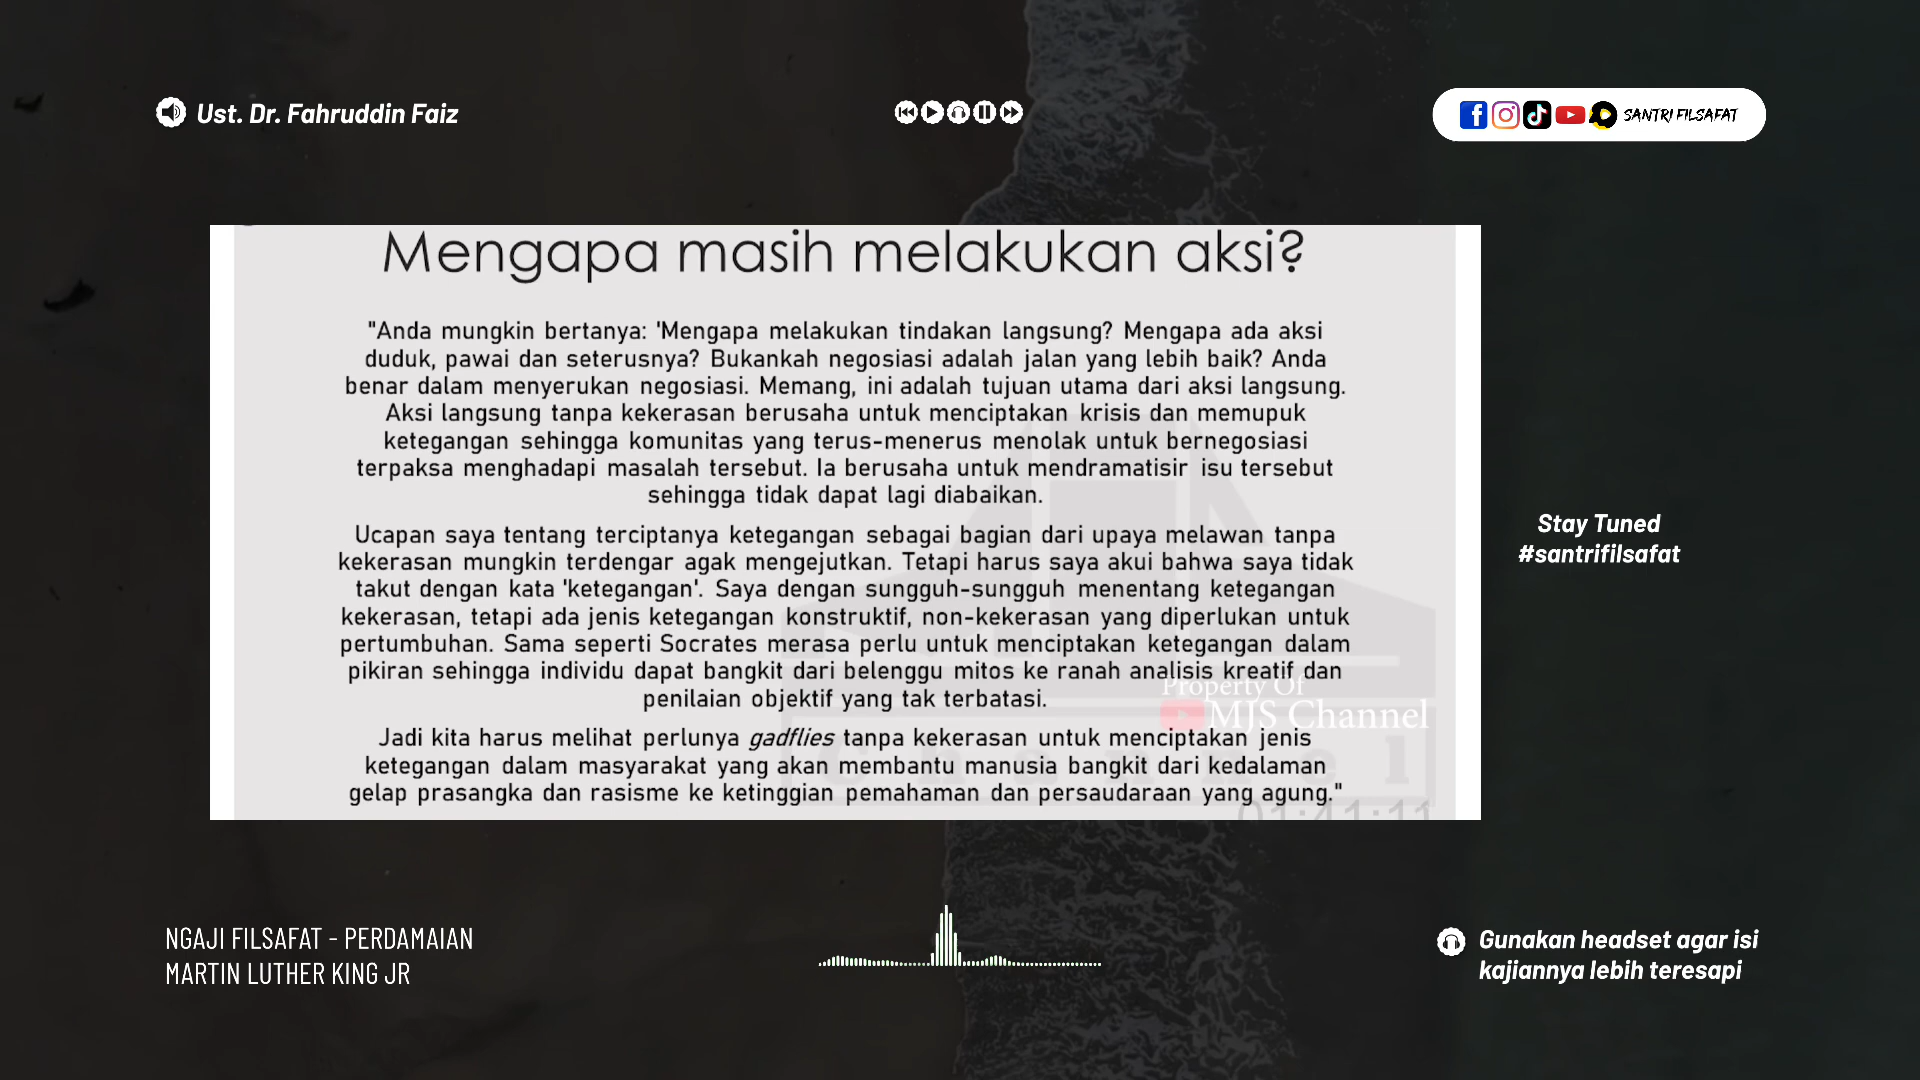 Ust. Dr. Fahruddin Faiz
SANTRI FILSAFAT
Mengapa masih melakukan aksi?
"Anda mungkin bertanya: 'Mengapa melakukan tindakan langsung? Mengapa ada aksi
duduk, pawai dan seterusnya? Bukankah negosiasi adalah jalan yang lebih baik? Anda
benar dalam menyerukan negosiasi. Memang, ini adalah tujuan utama dari aksi langsung.
Aksi langsung tanpa kekerasan berusaha untuk menciptakan krisis dan memupuk
ketegangan sehingga komunitas yang terus-menerus menolak untuk bernegosiasi
terpaksa menghadapi masalah tersebut. Ia berusaha untuk mendramatisir isu tersebut
sehingga tidak dapat lagi diabaikan.
Ucapan saya tentang terciptanya ketegangan sebagai bagian dari upaya melawan tanpa
kekerasan mungkin terdengar agak mengejutkan. Tetapi harus saya akui bahwa saya tidak
takut dengan kata 'ketegangan'. Saya dengan sungguh-sungguh menentang ketegangan
kekerasan, tetapi ada jenis ketegangan konstruktif, non-kekerasan yang diperlukan untuk
pertumbuhan. Sama seperti Socrates merasa perlu untuk menciptakan ketegangan dalam
pikiran sehingga individu dapat bangkit dari belenggu mitos ke ranah analisis kreatif dan
penilaian objektif yang tak terbatasi.
Property Of
MJS Channel
Jadi kita harus melihat perlunya gadflies tanpa kekerasan untuk menciptakan jenis
ketegangan dalam masyarakat yang akan membantu manusia bangkit dari kedalaman
gelap prasangka dan rasisme ke ketinggian pemahaman dan persaudaraan yang agung."
Channel
01:41:11
Stay Tuned
#santrifilsafat
NGAJI FILSAFAT - PERDAMAIAN
MARTIN LUTHER KING JR
Gunakan headset agar isi
kajiannya lebih teresapi